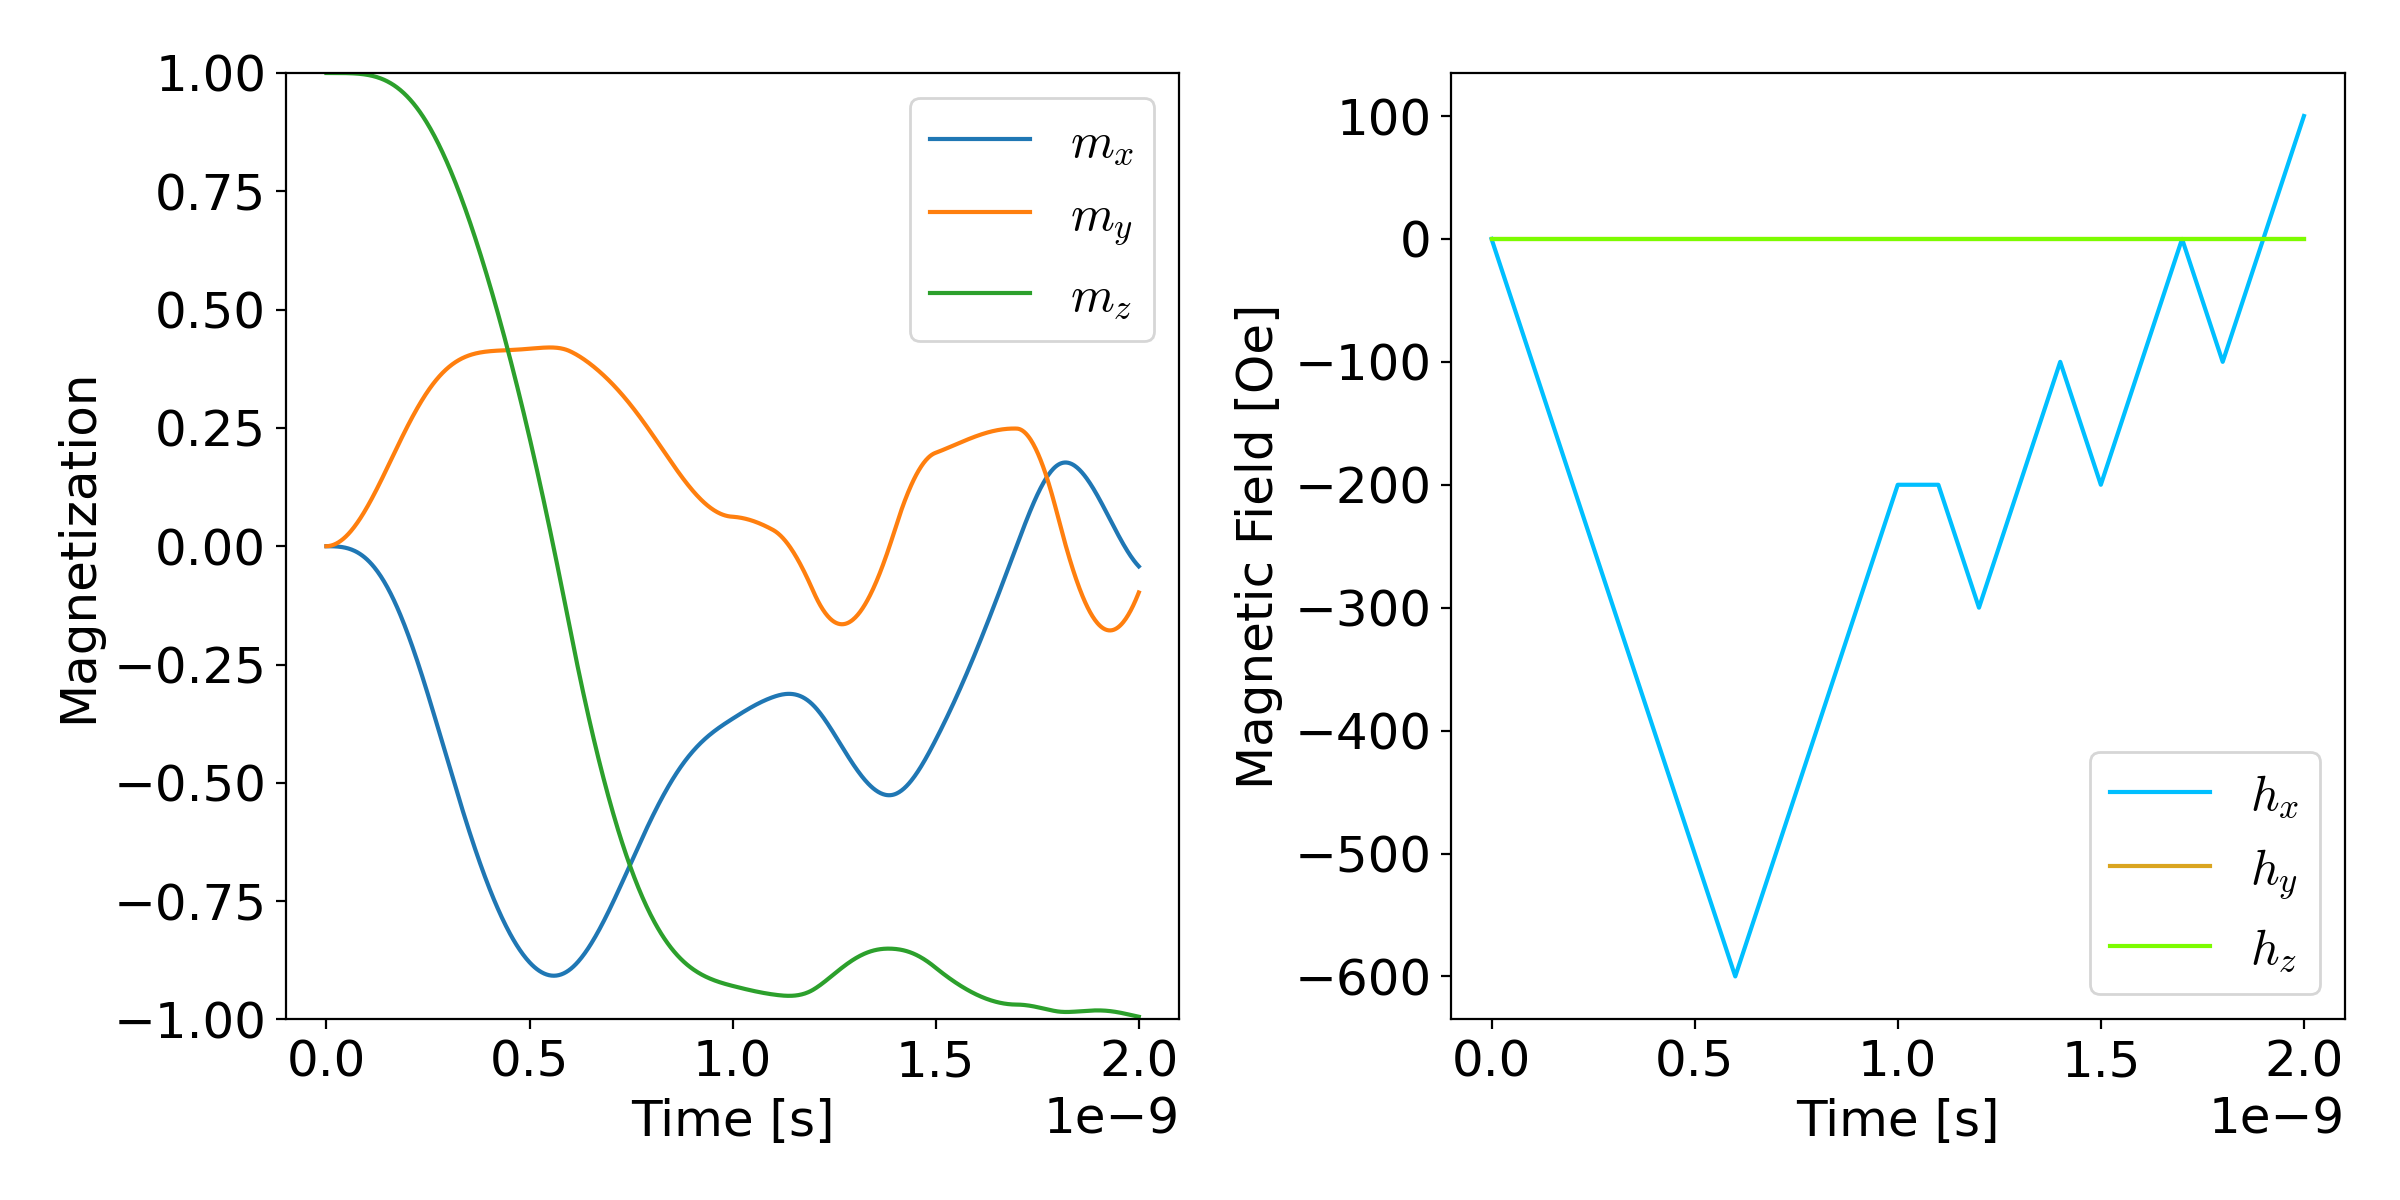 1.00
0.75
0.50
0.25
0.00
−0.25
−0.50
−0.75
−1.00
Magnetization
0.0 0.5 1.0 1.5 2.0
Time [s]
1e−9
m_x
m_y
m_z
100
0
−100
−200
−300
−400
−500
−600
Magnetic Field [Oe]
0.0 0.5 1.0 1.5 2.0
Time [s]
1e−9
h_x
h_y
h_z